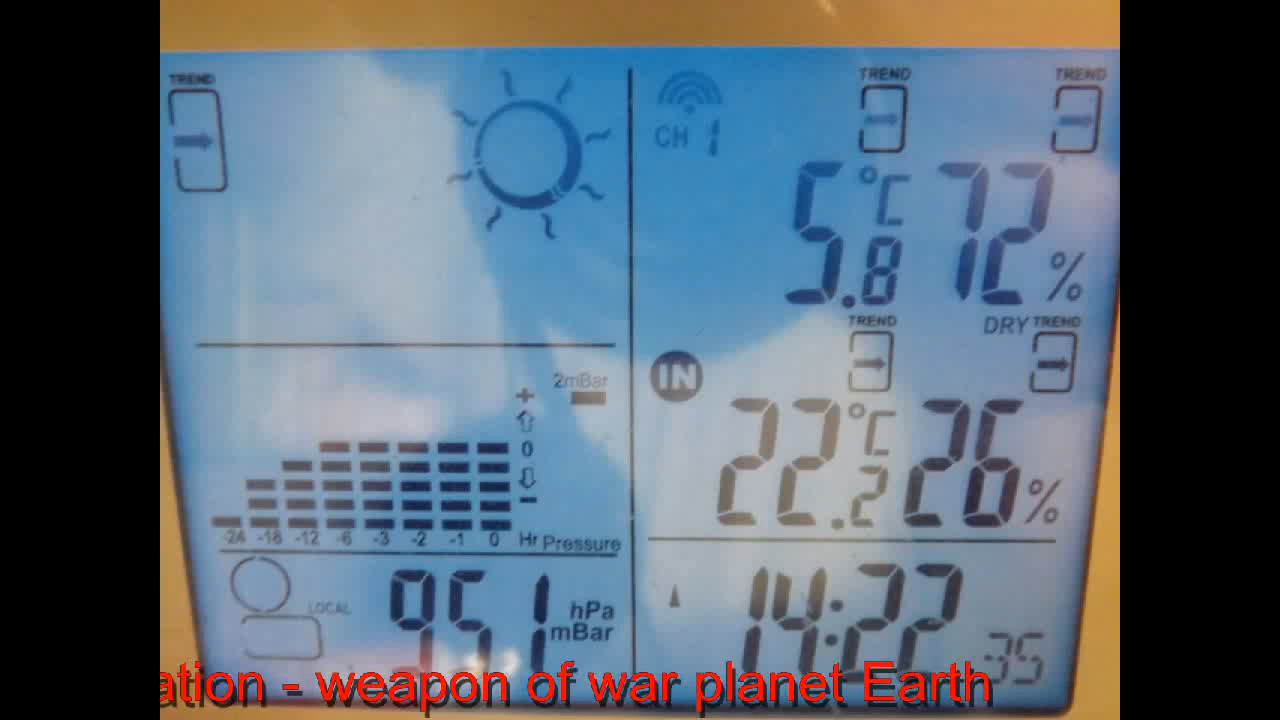 TREND
CH 1
TREND
TREND
5.8 °C
72 %
TREND
DRY TREND
IN
22.2 °C
26 %
2mBar
+
0
-
-24 -18 -12 -6 -3 -2 -1 0 Hr Pressure
LOCAL
951 hPa
mBar
14:22 35
ation - weapon of war planet Earth